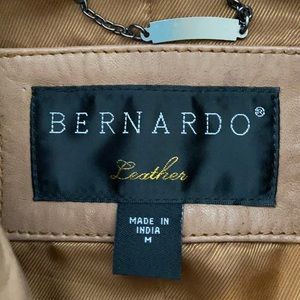 BERNARDO®
Leather
MADE IN
INDIA
M